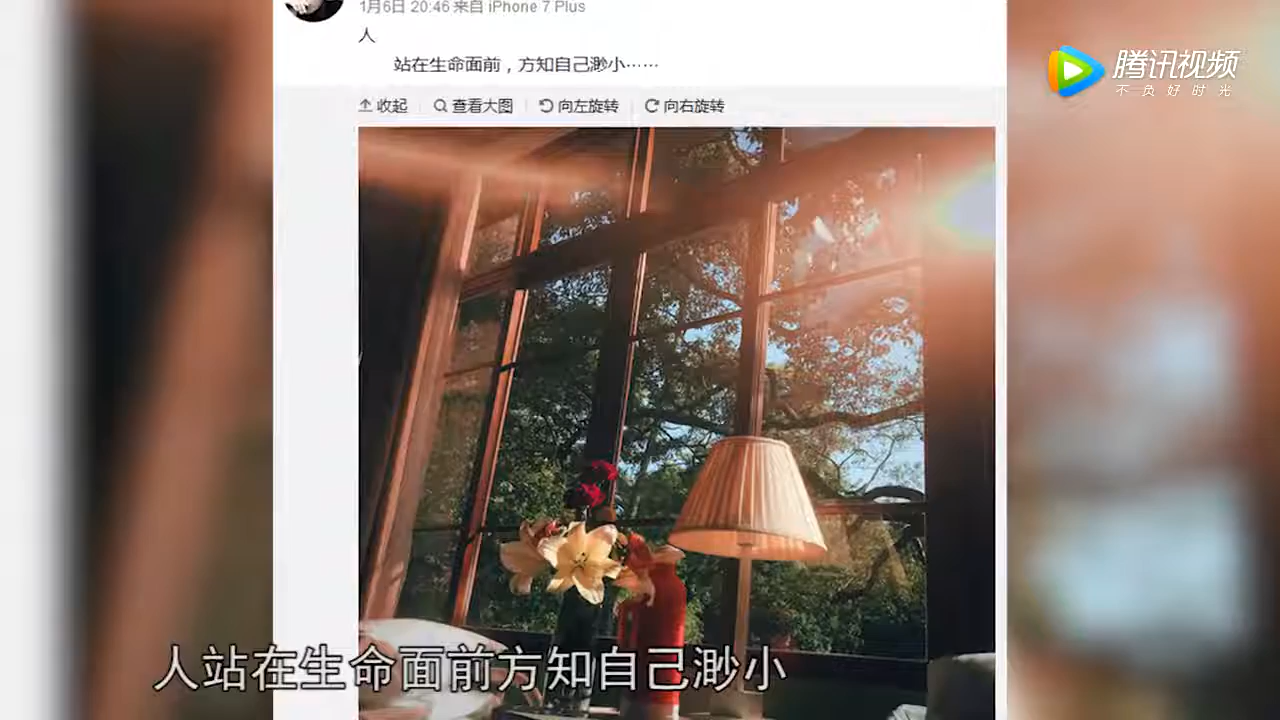 1月6日 20:46 来自 iPhone 7 Plus
腾讯视频
不负好时光
人
站在生命面前，方知自己渺小……
收起 查看大图 向左旋转 向右旋转
人站在生命面前方知自己渺小